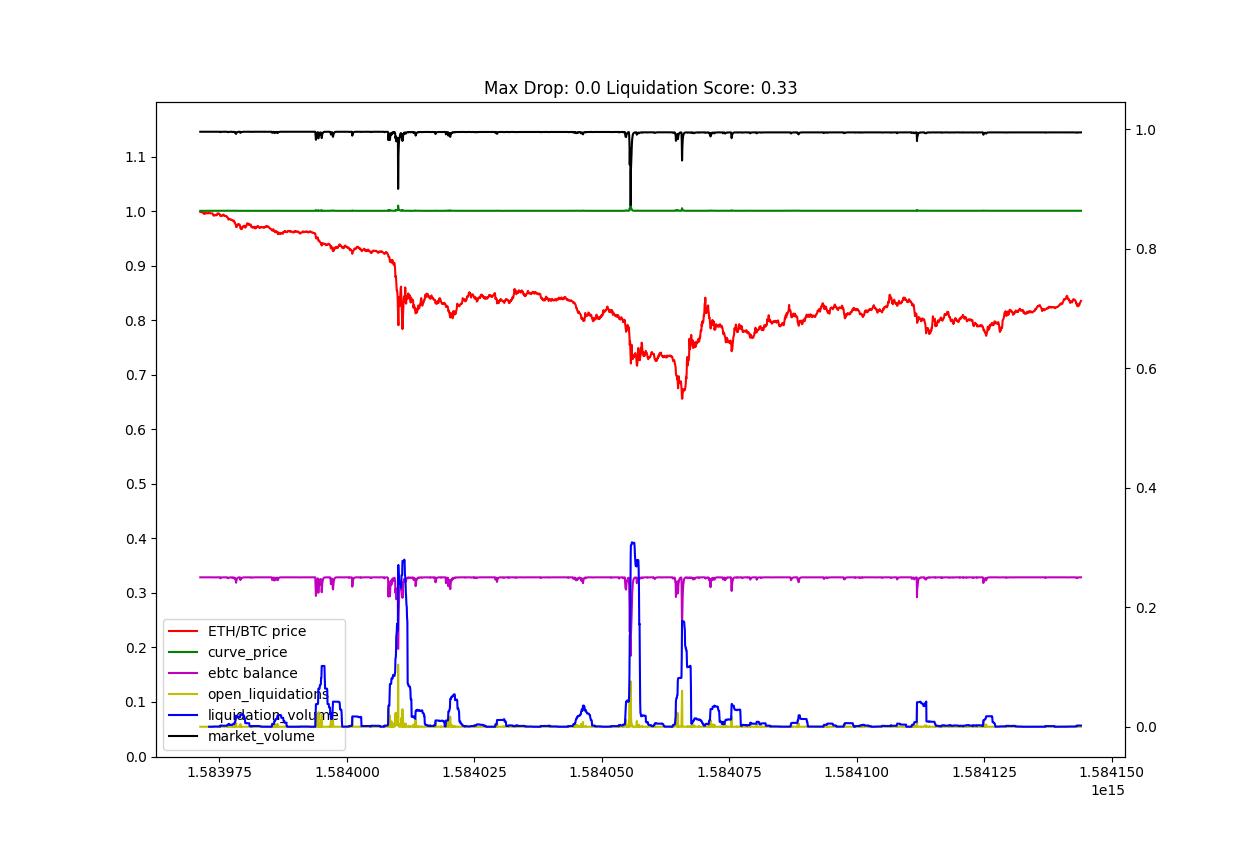 Max Drop: 0.0 Liquidation Score: 0.33
1.1
1.0
0.9
0.8
0.7
0.6
0.5
0.4
0.3
0.2
0.1
0.0
1.0
0.8
0.6
0.4
0.2
0.0
ETH/BTC price
curve_price
ebtc balance
open_liquidations
liquidation_volume
market_volume
1.583975 1.584000 1.584025 1.584050 1.584075 1.584100 1.584125 1.584150
1e15